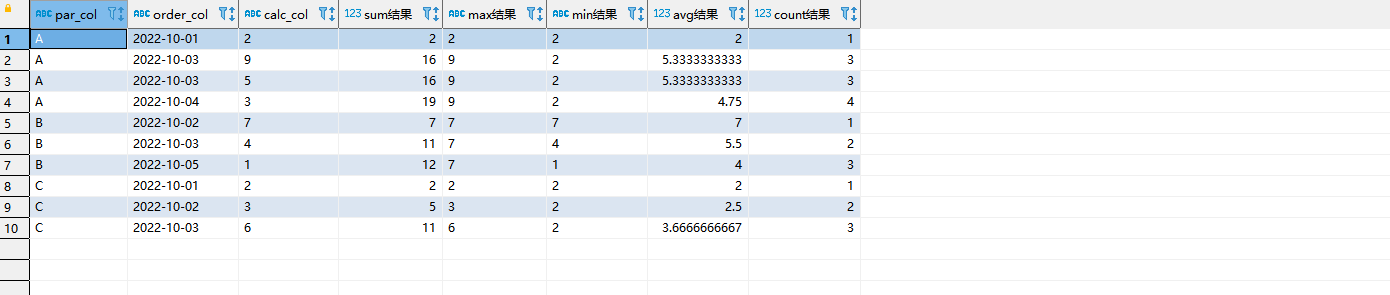 ABC par_col ABC order_col ABC calc_col 123 sum结果 ABC max结果 ABC min结果 123 avg结果 123 count结果
1 A 2022-10-01 2 2 2 2 2 1
2 A 2022-10-03 9 16 9 2 5.3333333333 3
3 A 2022-10-03 5 16 9 2 5.3333333333 3
4 A 2022-10-04 3 19 9 2 4.75 4
5 B 2022-10-02 7 7 7 7 7 1
6 B 2022-10-03 4 11 7 4 5.5 2
7 B 2022-10-05 1 12 7 1 4 3
8 C 2022-10-01 2 2 2 2 2 1
9 C 2022-10-02 3 5 3 2 2.5 2
10 C 2022-10-03 6 11 6 2 3.6666666667 3